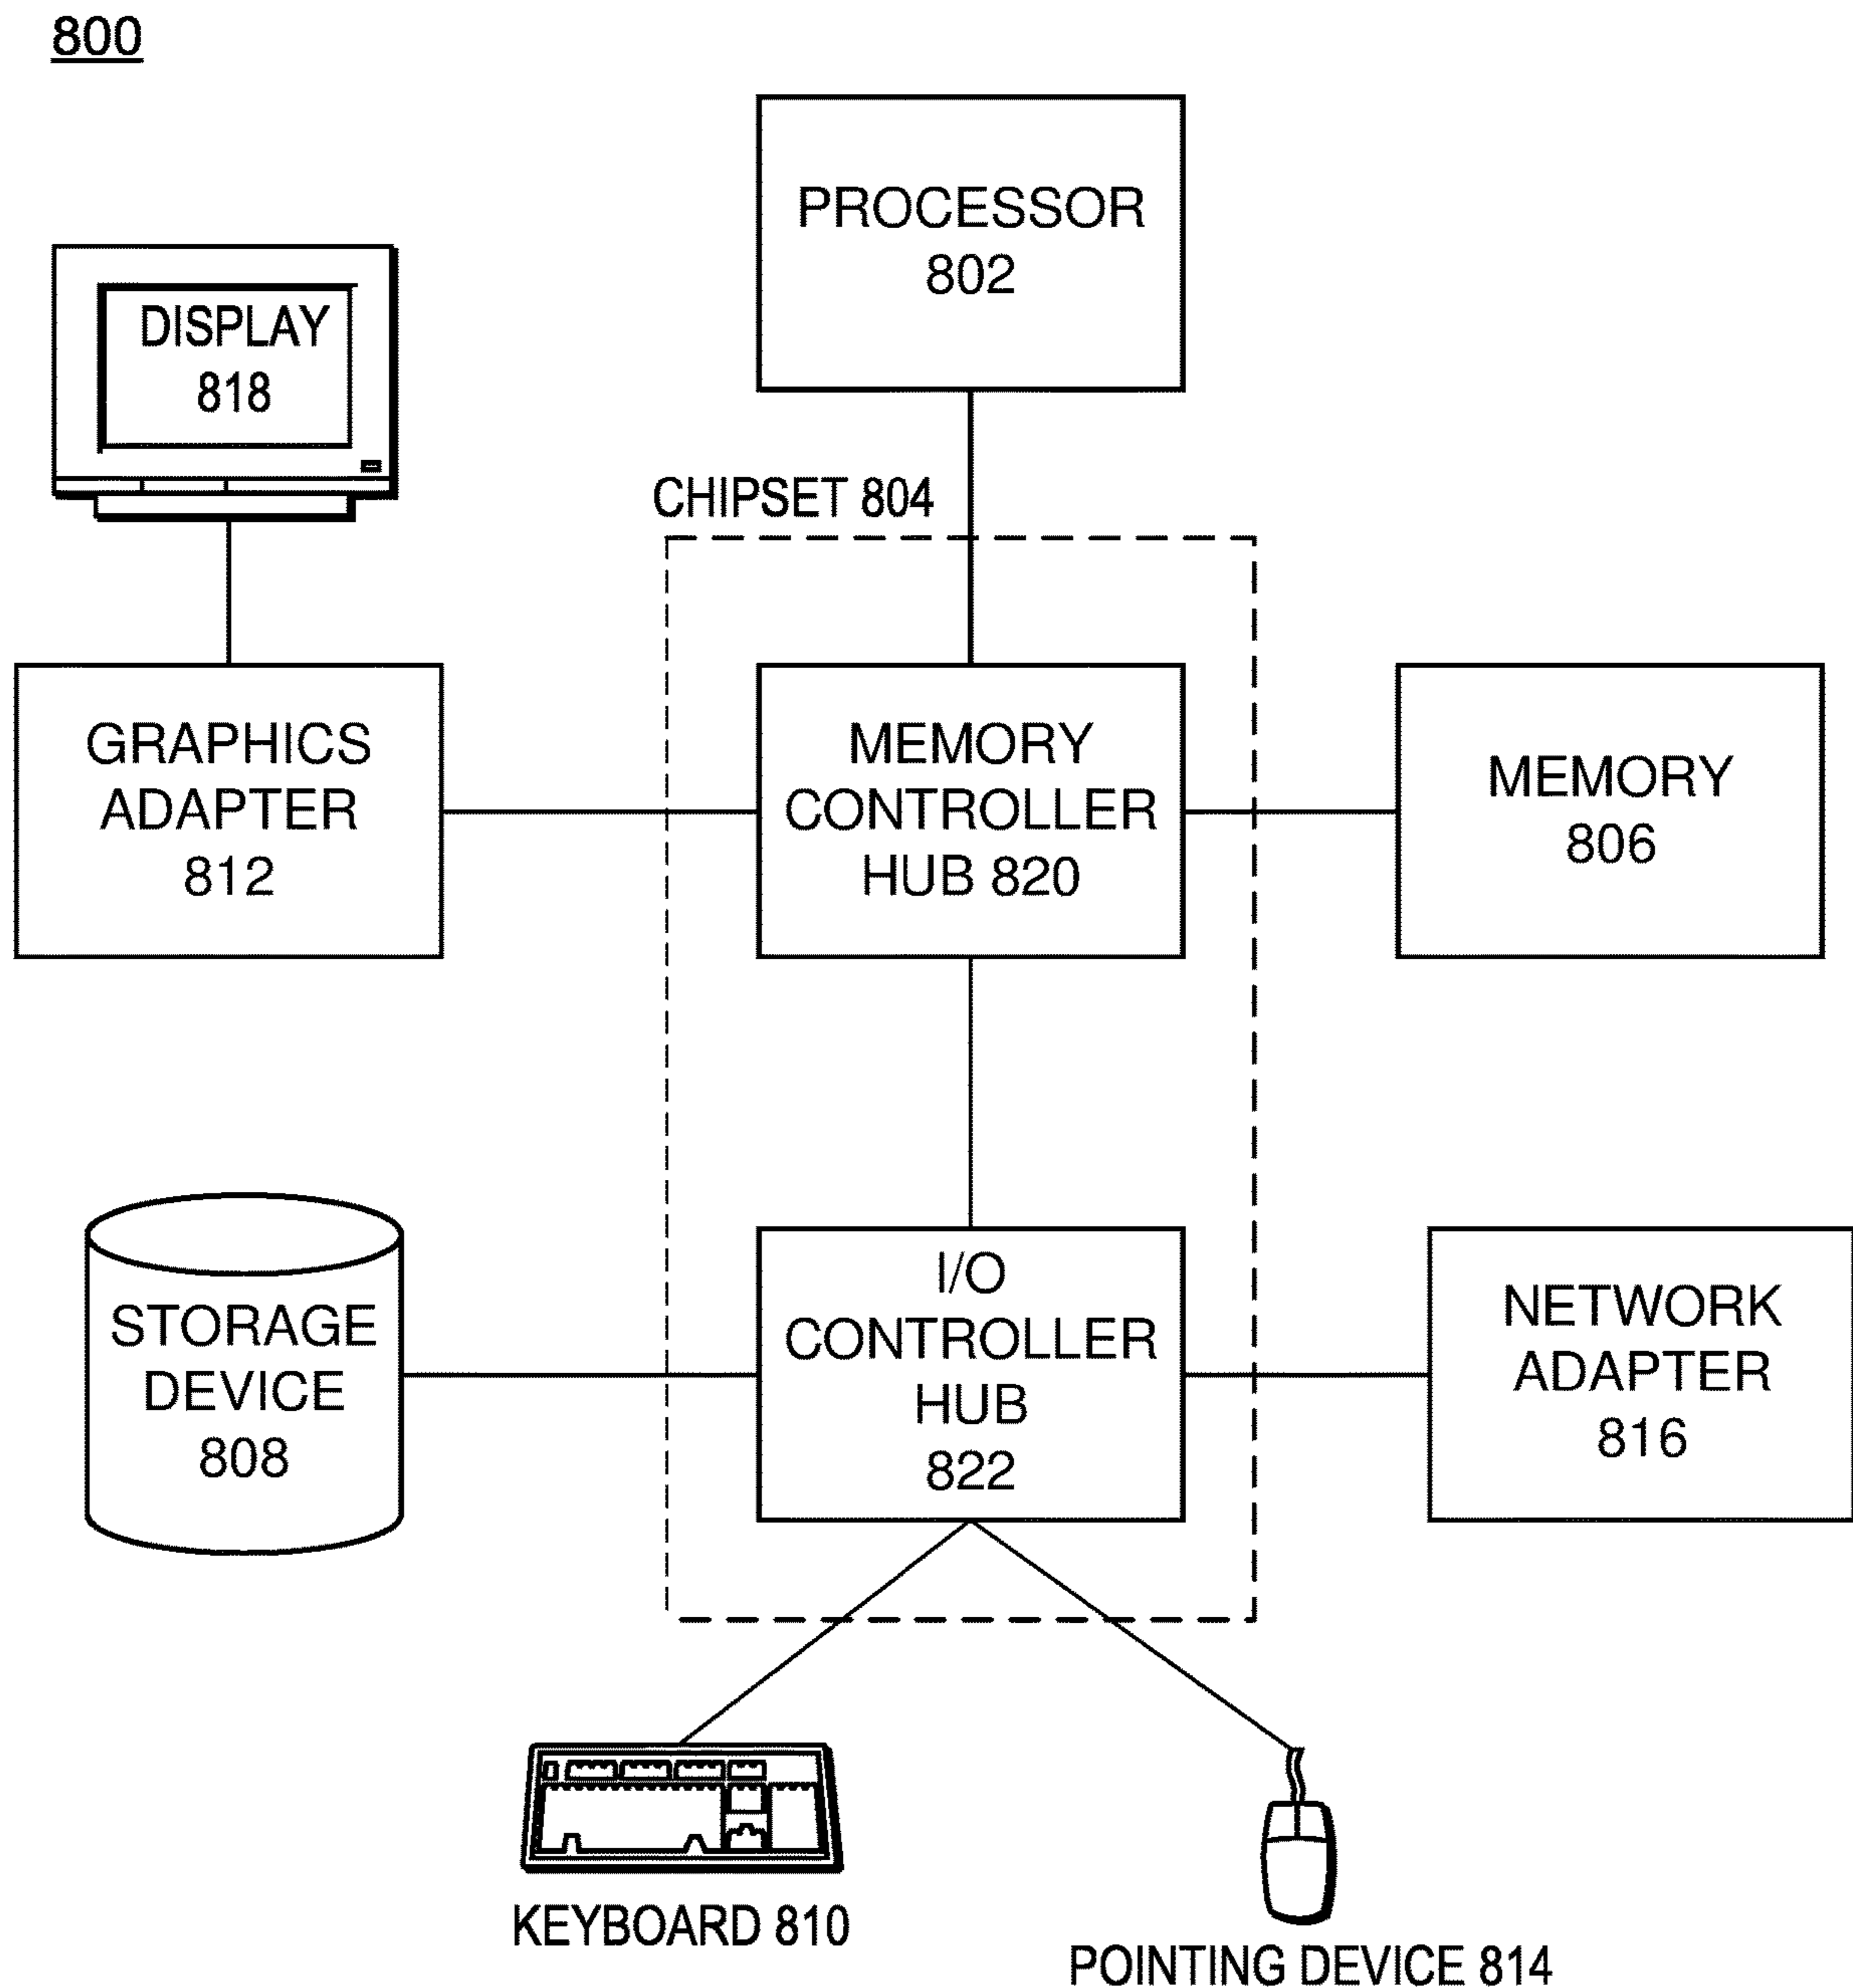 800
PROCESSOR
802
DISPLAY
818
CHIPSET 804
GRAPHICS
ADAPTER
812
MEMORY
CONTROLLER
HUB 820
MEMORY
806
STORAGE
DEVICE
808
I/O
CONTROLLER
HUB
822
NETWORK
ADAPTER
816
KEYBOARD 810
POINTING DEVICE 814